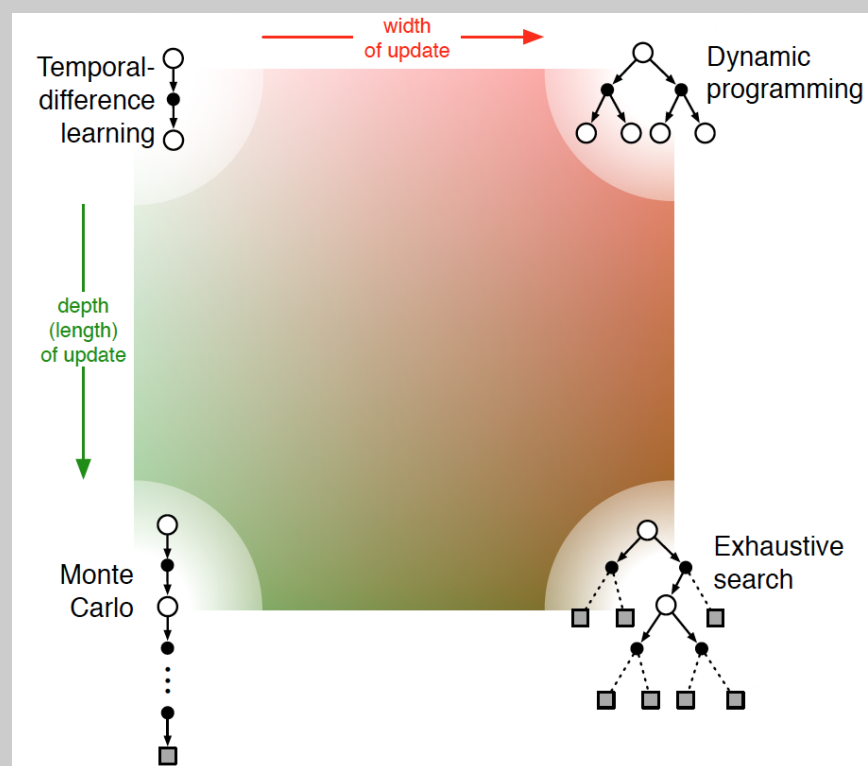 width
of update
Temporal-
difference
learning
Dynamic
programming
depth
(length)
of update
Monte
Carlo
Exhaustive
search